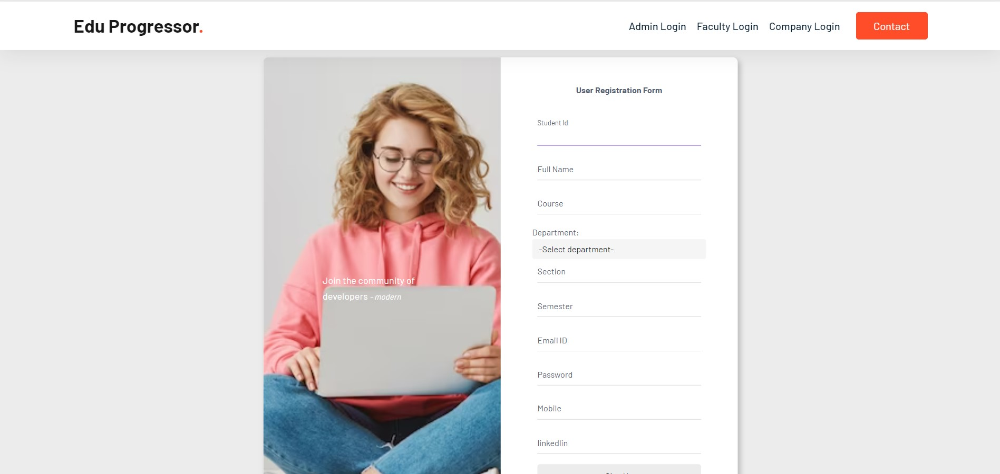 Edu Progressor.
Admin Login Faculty Login Company Login Contact
User Registration Form
Student Id
Full Name
Course
Department:
-Select department-
Section
Semester
Email ID
Password
Mobile
linkedlin
Join the community of
developers - modern